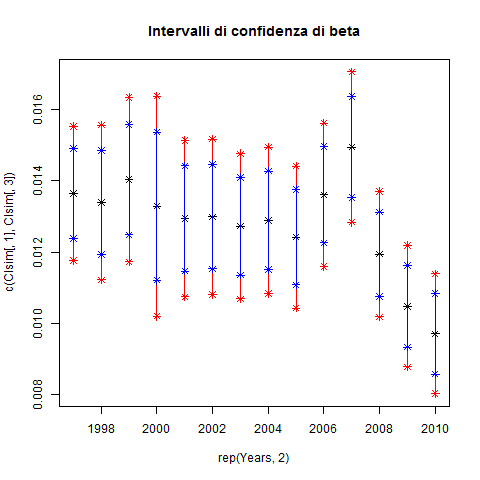 Intervalli di confidenza di beta
c(CIsim[, 1], CIsim[, 3])
0.016
0.014
0.012
0.010
0.008
1998 2000 2002 2004 2006 2008 2010
rep(Years, 2)